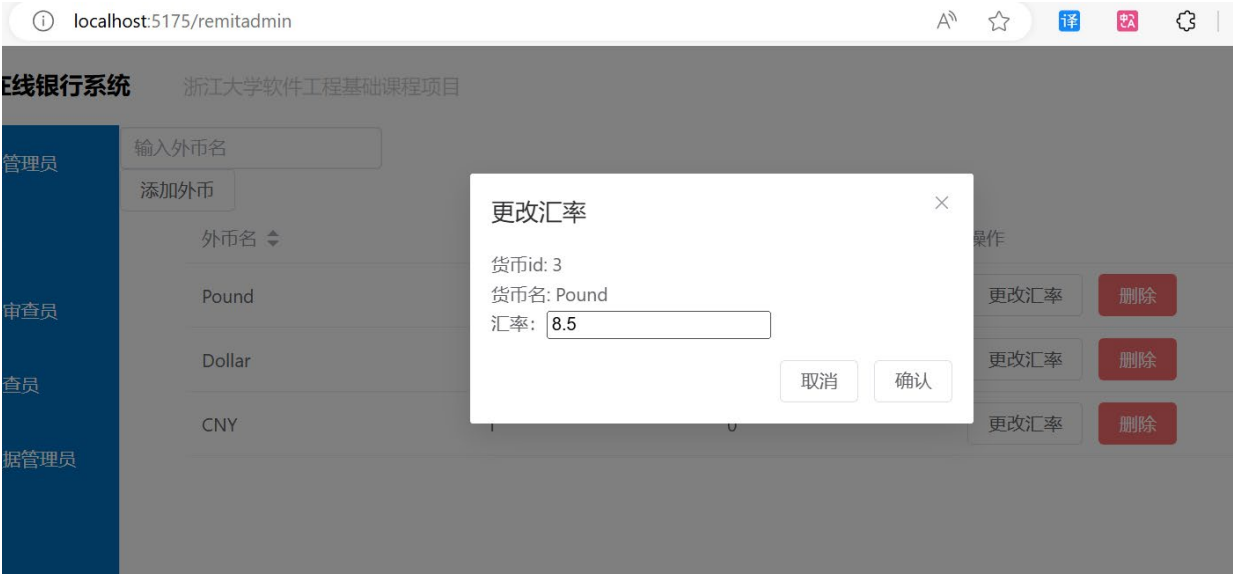 localhost:5175/remitadmin
在线银行系统 浙江大学软件工程基础课程项目
管理员
输入外币名
添加外币
更改汇率
外币名
操作
货币id: 3
货币名: Pound
汇率: 8.5
Pound
更改汇率 删除
审查员
Dollar
更改汇率 删除
取消 确认
查员
CNY 1 0
更改汇率 删除
据管理员